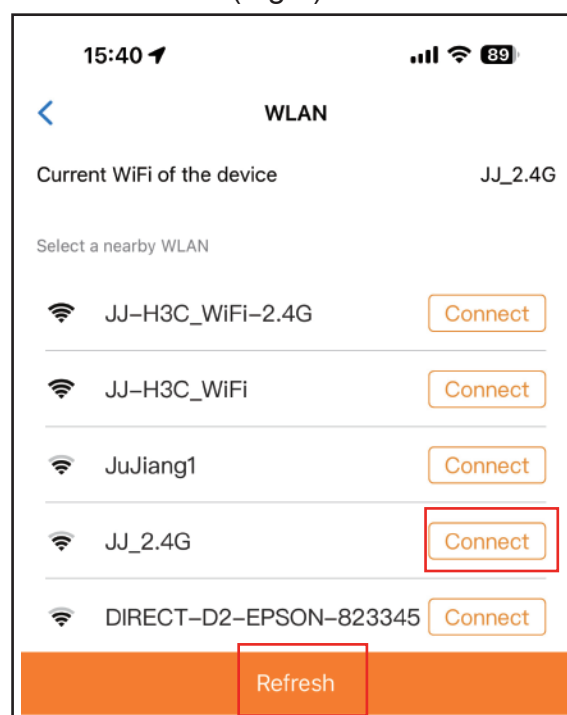 15:40 89
WLAN
Current WiFi of the device JJ_2.4G
Select a nearby WLAN
JJ-H3C_WiFi-2.4G Connect
JJ-H3C_WiFi Connect
JuJiang1 Connect
JJ_2.4G Connect
DIRECT-D2-EPSON-823345 Connect
Refresh